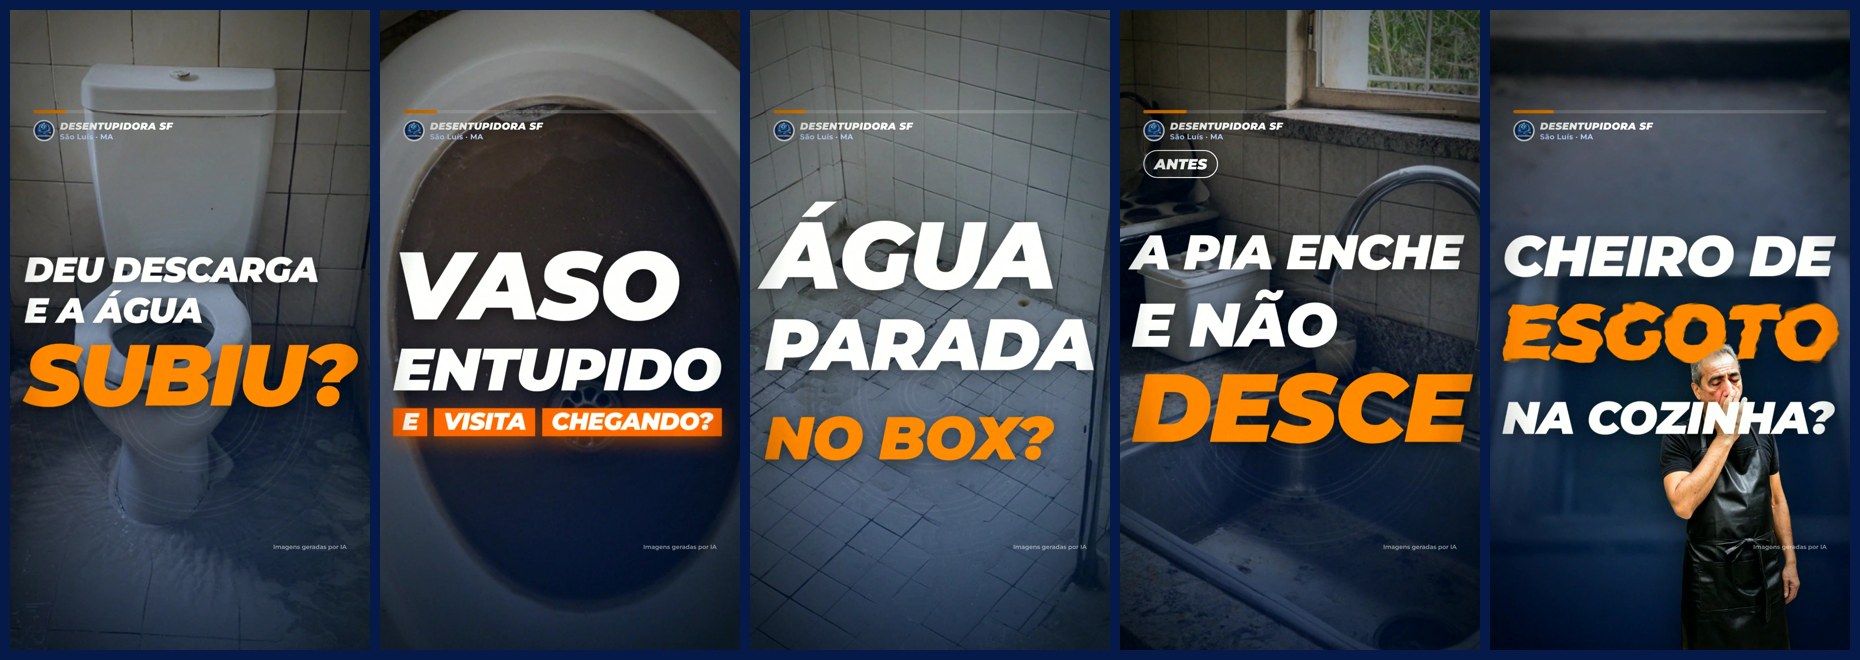 DESENTUPIDORA SF
São Luís • MA
DEU DESCARGA
E A ÁGUA
SUBIU?
Imagens geradas por IA
DESENTUPIDORA SF
São Luís • MA
VASO
ENTUPIDO
E VISITA CHEGANDO?
Imagens geradas por IA
DESENTUPIDORA SF
São Luís • MA
ÁGUA
PARADA
NO BOX?
Imagens geradas por IA
DESENTUPIDORA SF
São Luís • MA
ANTES
A PIA ENCHE
E NÃO
DESCE
Imagens geradas por IA
DESENTUPIDORA SF
São Luís • MA
CHEIRO DE
ESGOTO
NA COZINHA?
Imagens geradas por IA